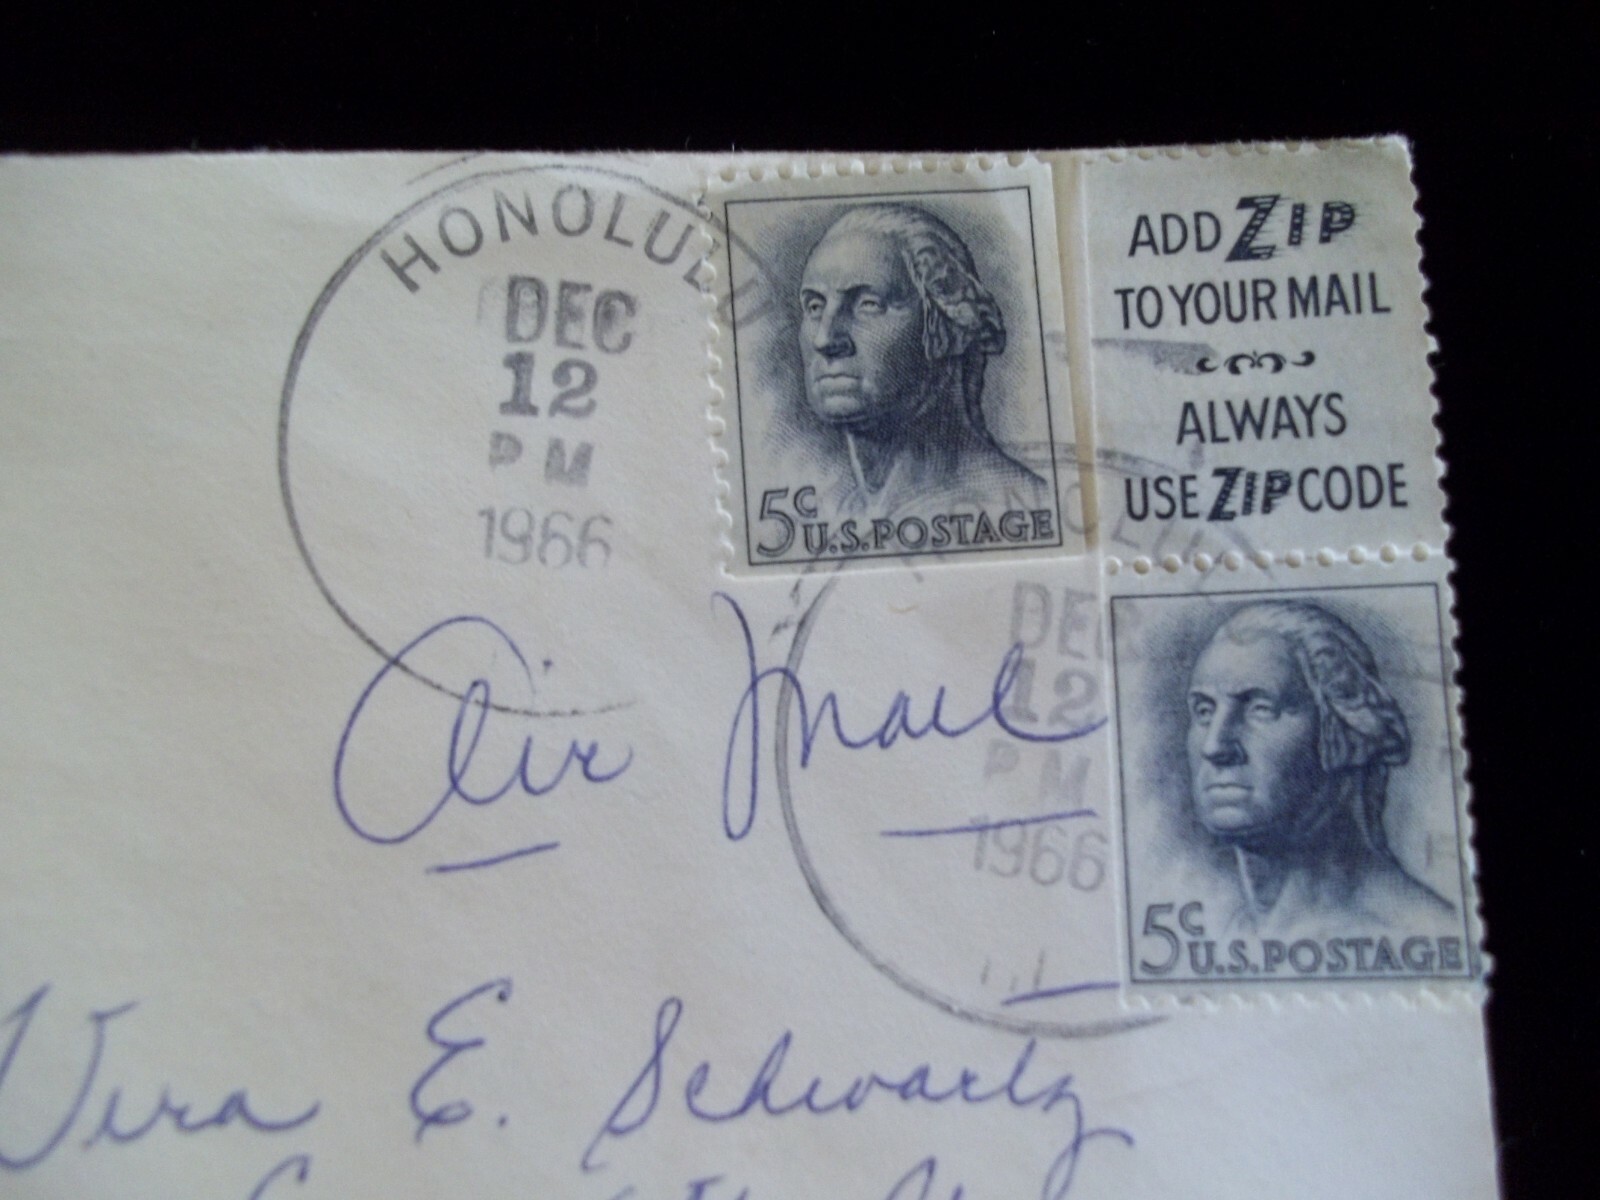 HONOLULU
DEC
12
PM
1966
5c
U.S. POSTAGE
ADD ZIP
TO YOUR MAIL
ALWAYS
USE ZIP CODE
HONOLULU
DEC
12
PM
1966
5c
U.S. POSTAGE
Air Mail
Vera E. Schwartz